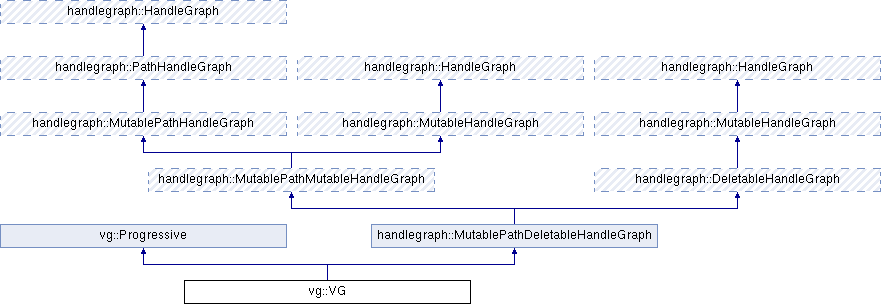 handlegraph::HandleGraph
handlegraph::PathHandleGraph
handlegraph::HandleGraph
handlegraph::HandleGraph
handlegraph::MutablePathHandleGraph
handlegraph::MutableHandleGraph
handlegraph::MutableHandleGraph
handlegraph::MutablePathMutableHandleGraph
handlegraph::DeletableHandleGraph
vg::Progressive
handlegraph::MutablePathDeletableHandleGraph
vg::VG